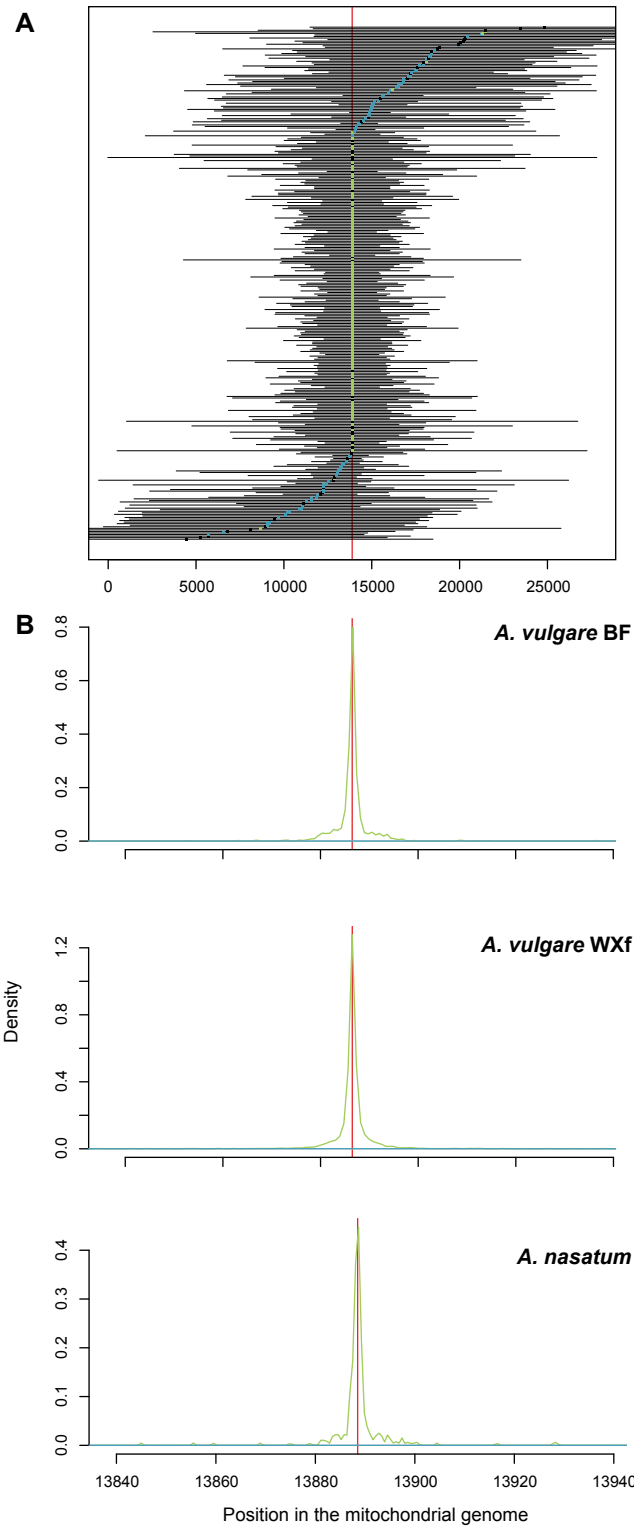 A
0 5000 10000 15000 20000 25000
B
A. vulgare BF
0.8
0.6
0.4
0.2
0.0
A. vulgare WXf
1.2
0.8
0.4
0.0
Density
A. nasatum
0.4
0.3
0.2
0.1
0.0
13840 13860 13880 13900 13920 13940
Position in the mitochondrial genome